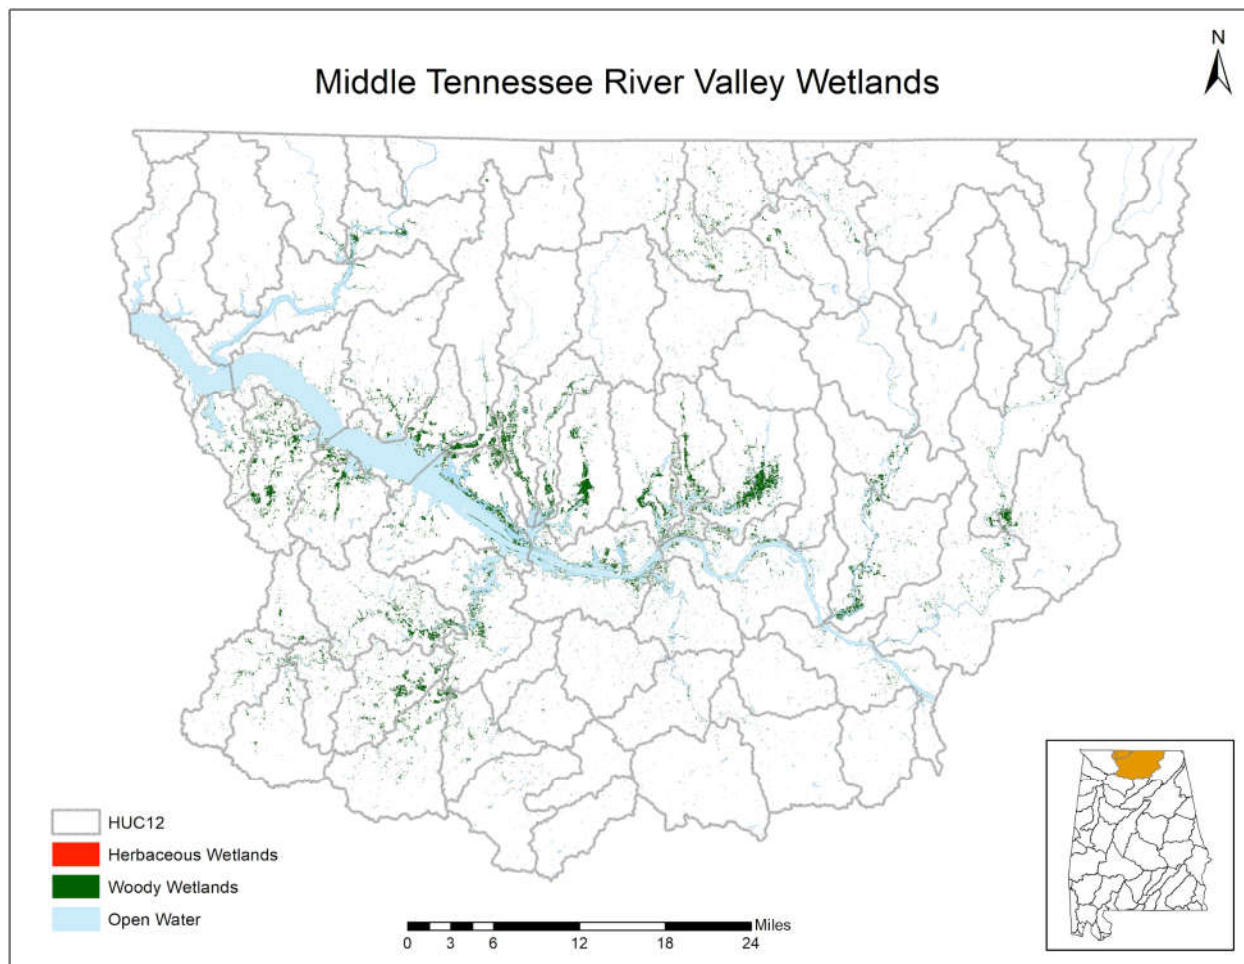 N
Middle Tennessee River Valley Wetlands
HUC12
Herbaceous Wetlands
Woody Wetlands
Open Water
Miles
0 3 6 12 18 24